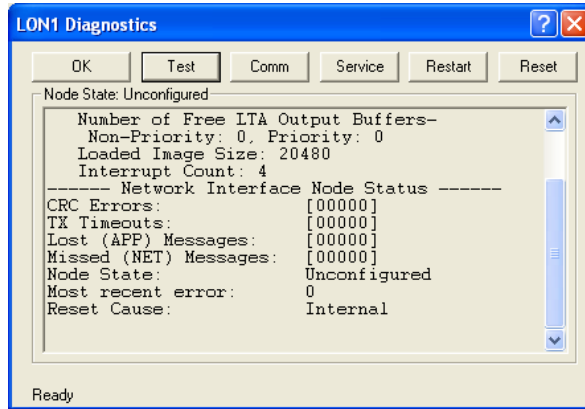 LON1 Diagnostics
OK Test Comm Service Restart Reset
Node State: Unconfigured
Number of Free LTA Output Buffers-
Non-Priority: 0, Priority: 0
Loaded Image Size: 20480
Interrupt Count: 4
------ Network Interface Node Status ------
CRC Errors: [00000]
TX Timeouts: [00000]
Lost (APP) Messages: [00000]
Missed (NET) Messages: [00000]
Node State: Unconfigured
Most recent error: 0
Reset Cause: Internal
Ready